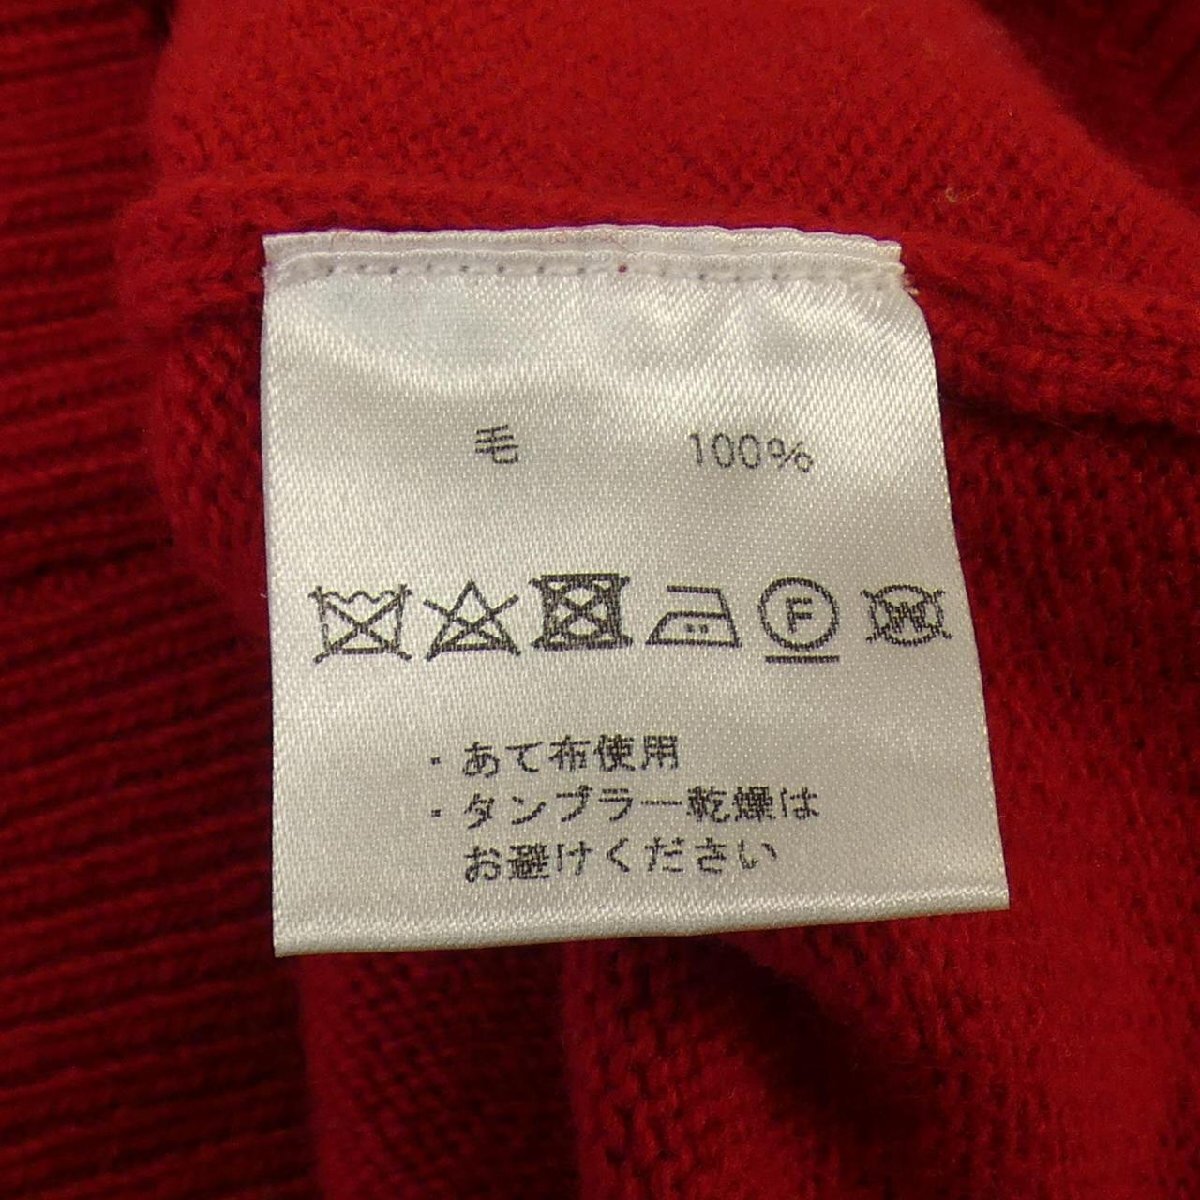 毛 100%
F W
・あて布使用
・タンブラー乾燥は
お避けください